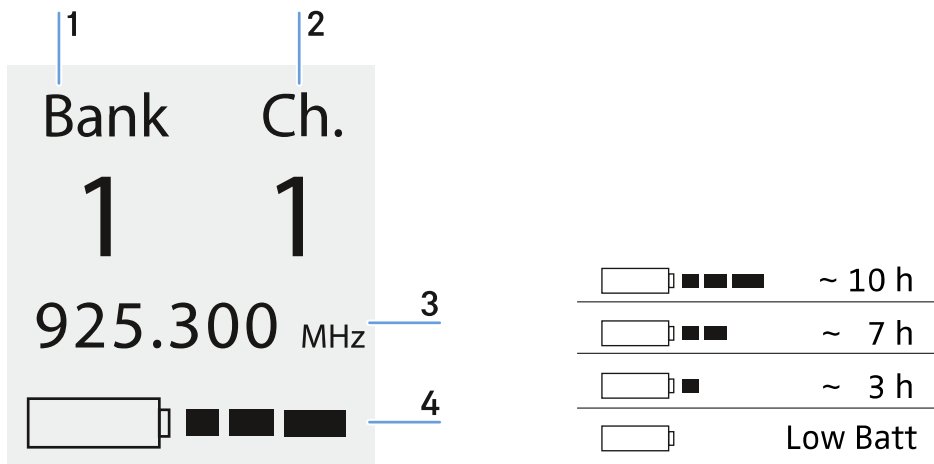 1 2
Bank Ch.
1 1
925.300 MHz 3
4
~ 10 h
~ 7 h
~ 3 h
Low Batt